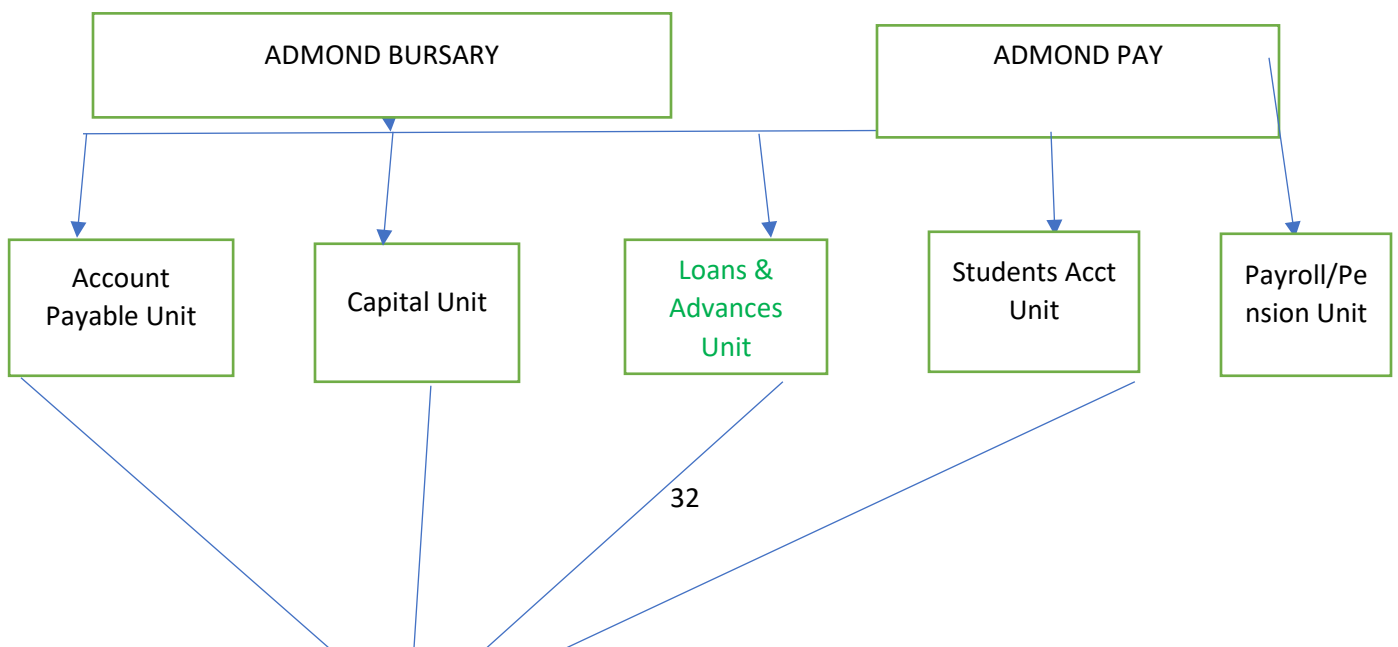 ADMOND BURSARY
ADMOND PAY
Account
Payable Unit
Capital Unit
Loans &
Advances
Unit
Students Acct
Unit
Payroll/Pe
nsion Unit
32